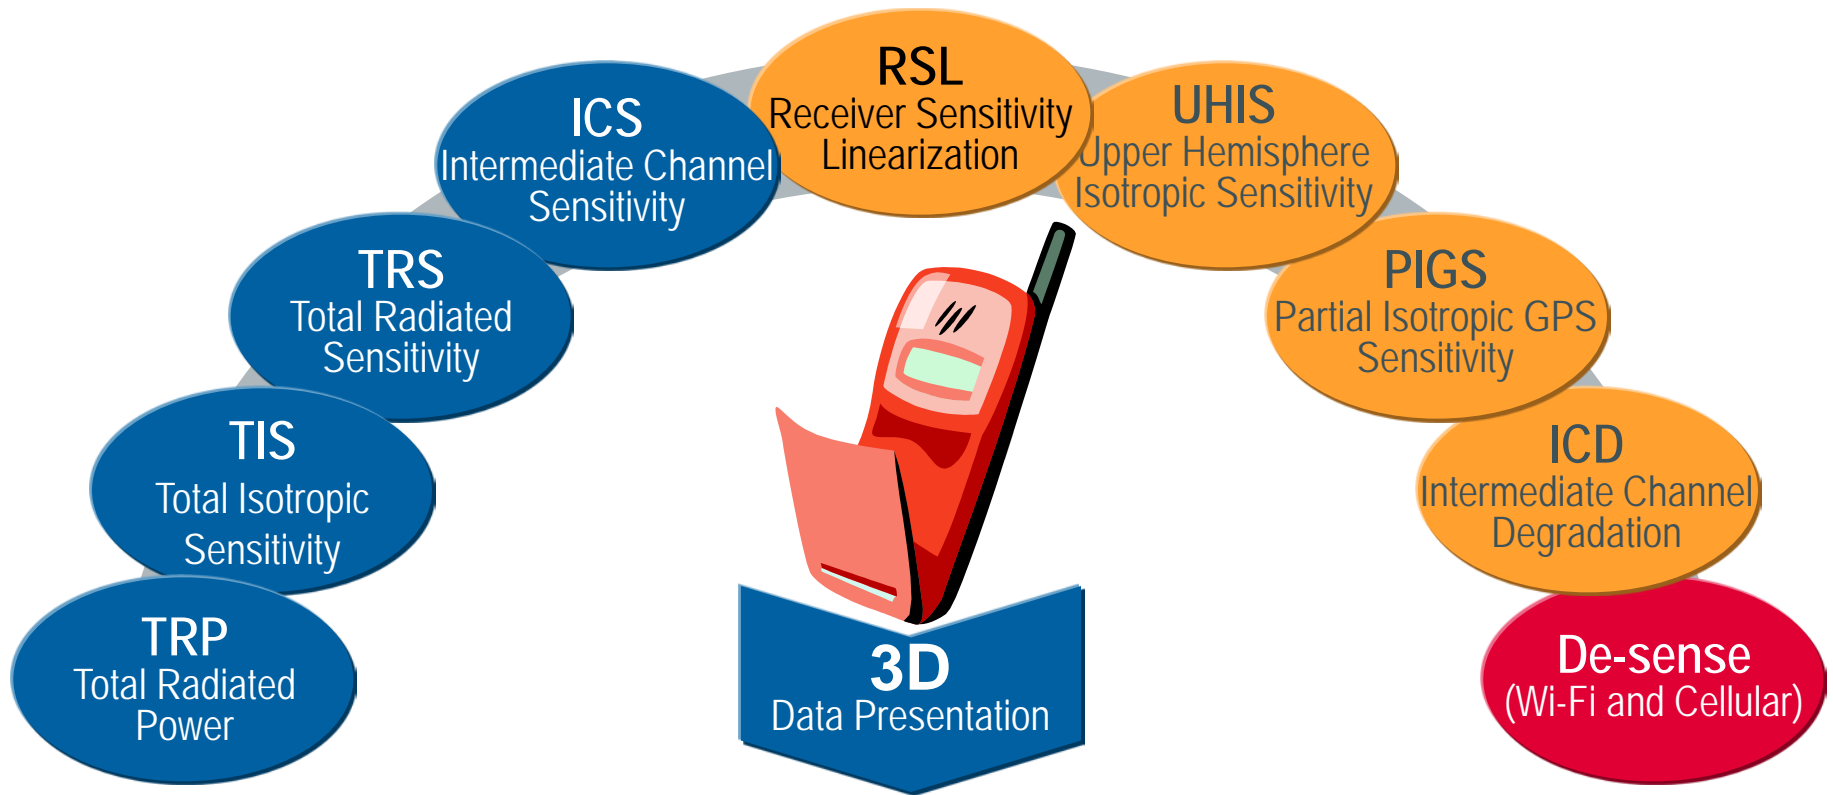 TRP
Total Radiated
Power
TIS
Total Isotropic
Sensitivity
TRS
Total Radiated
Sensitivity
ICS
Intermediate Channel
Sensitivity
RSL
Receiver Sensitivity
Linearization
UHIS
Upper Hemisphere
Isotropic Sensitivity
PIGS
Partial Isotropic GPS
Sensitivity
ICD
Intermediate Channel
Degradation
De-sense
(Wi-Fi and Cellular)
3D
Data Presentation